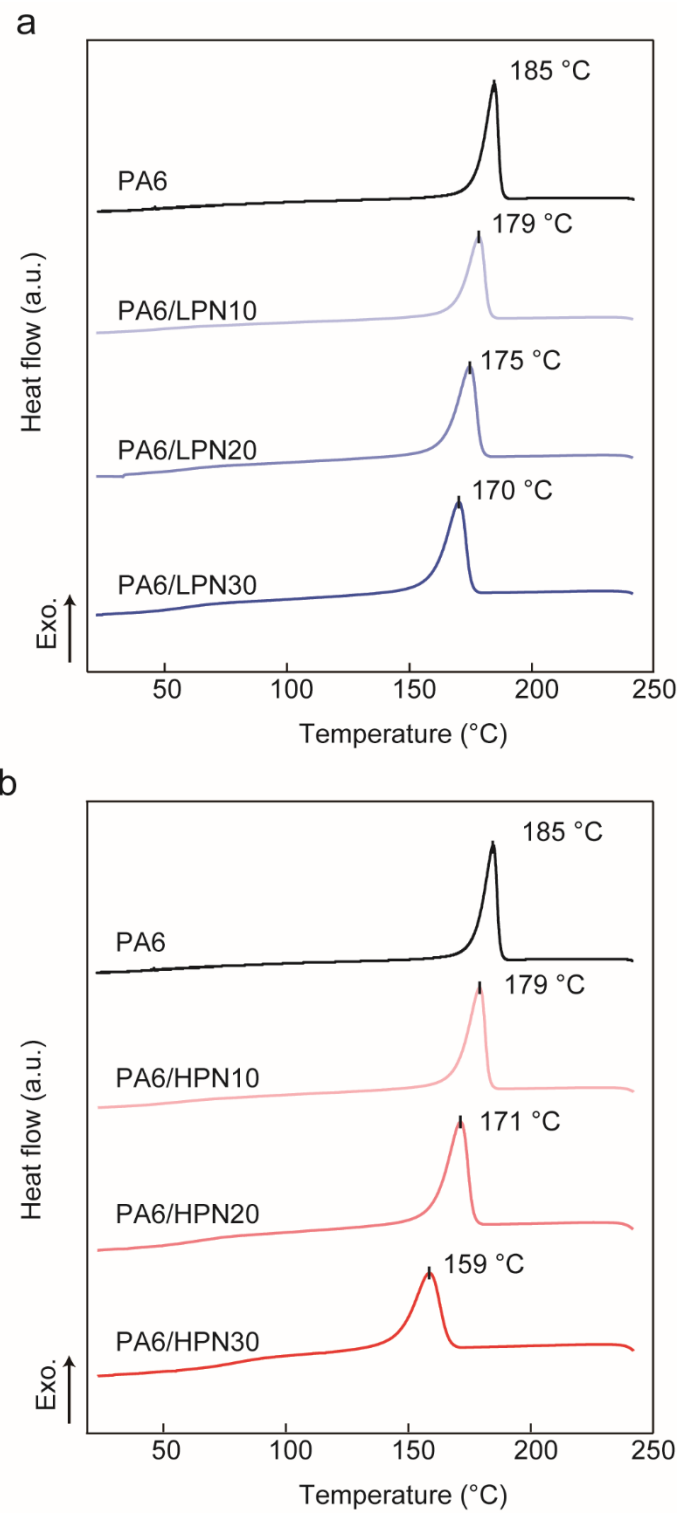 a
185 °C
PA6
179 °C
PA6/LPN10
175 °C
PA6/LPN20
170 °C
PA6/LPN30
Heat flow (a.u.)
Exo.
50 100 150 200 250
Temperature (°C)
b
185 °C
PA6
179 °C
PA6/HPN10
171 °C
PA6/HPN20
159 °C
PA6/HPN30
Heat flow (a.u.)
Exo.
50 100 150 200 250
Temperature (°C)